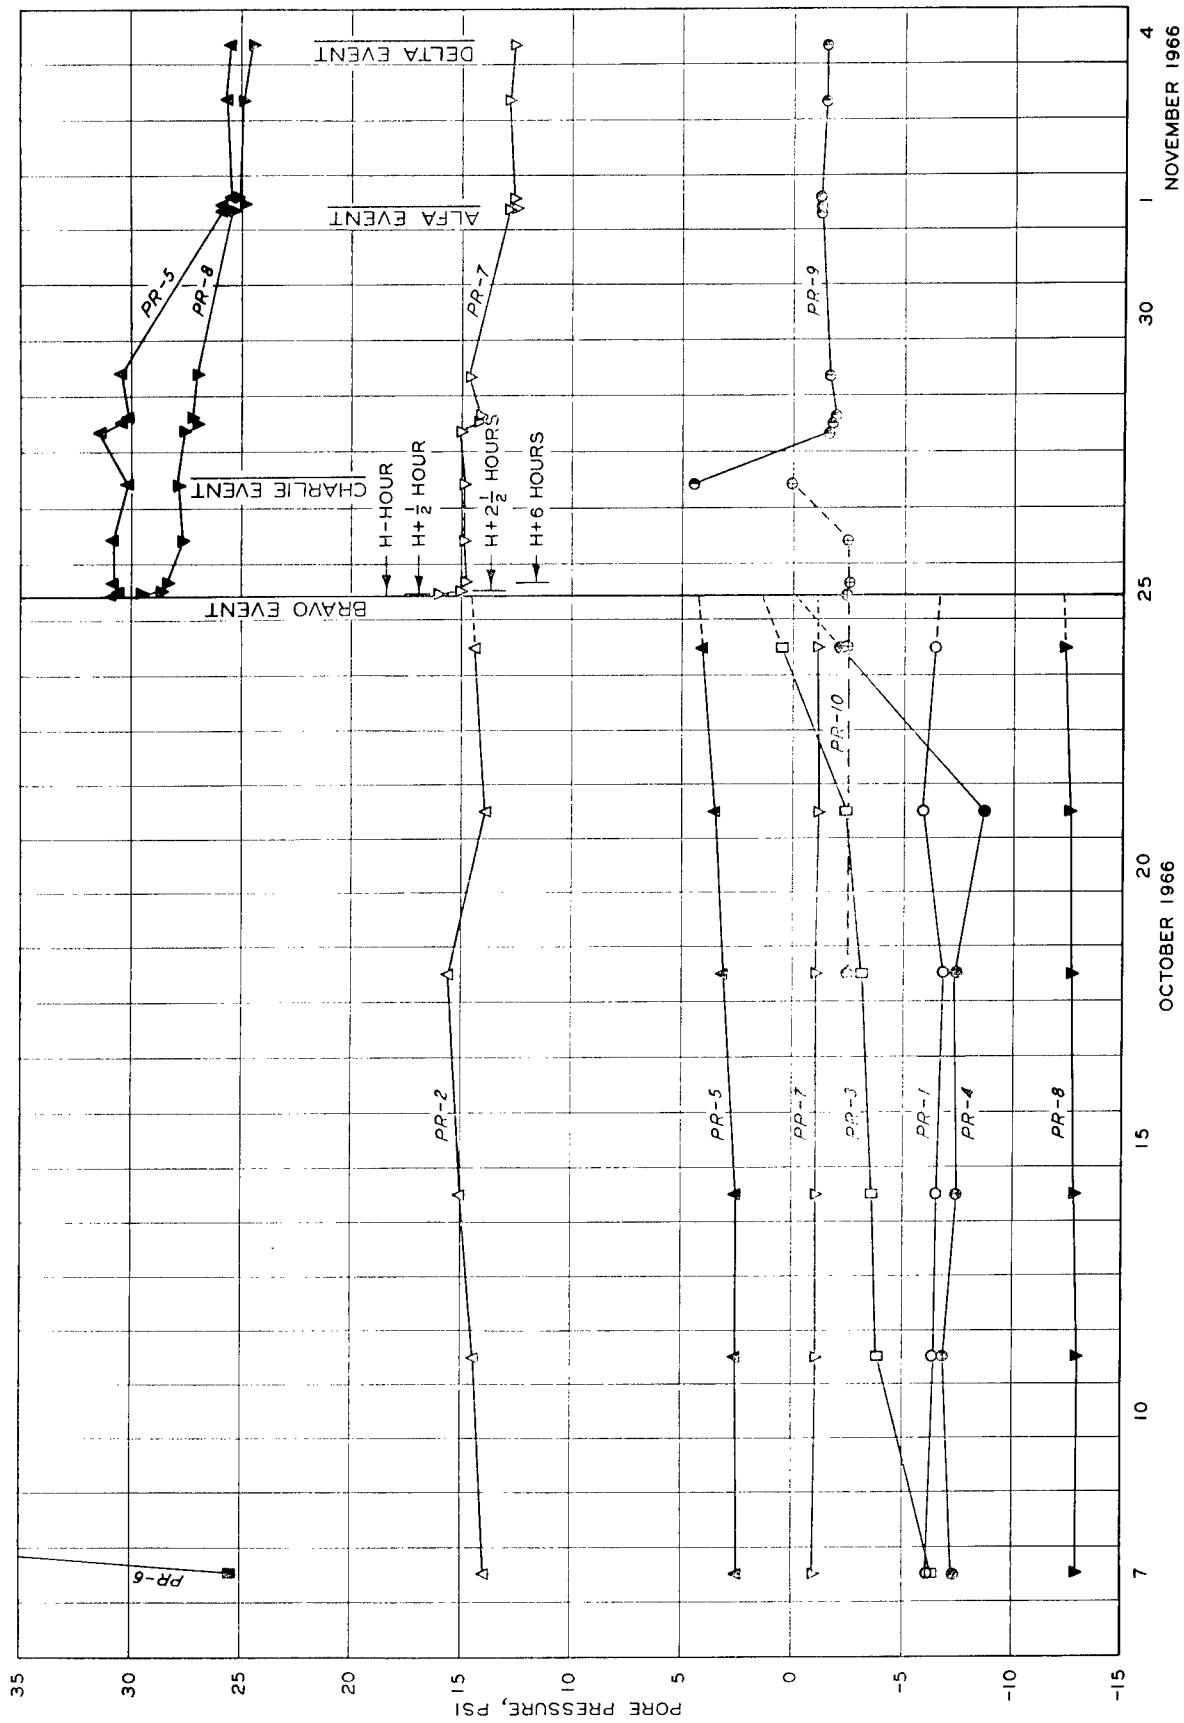 PORE PRESSURE, PSI
35
30
25
20
15
10
5
0
-5
-10
-15
7
10
15
20
25
30
1
4
OCTOBER 1966
NOVEMBER 1966
BRAVO EVENT
CHARLIE EVENT
ALFA EVENT
DELTA EVENT
H-HOUR
H+½ HOUR
H+2½ HOURS
H+6 HOURS
PR-6
PR-2
PR-5
PR-7
PR-3
PR-1
PR-4
PR-8
PR-10
PR-5
PR-8
PR-7
PR-9